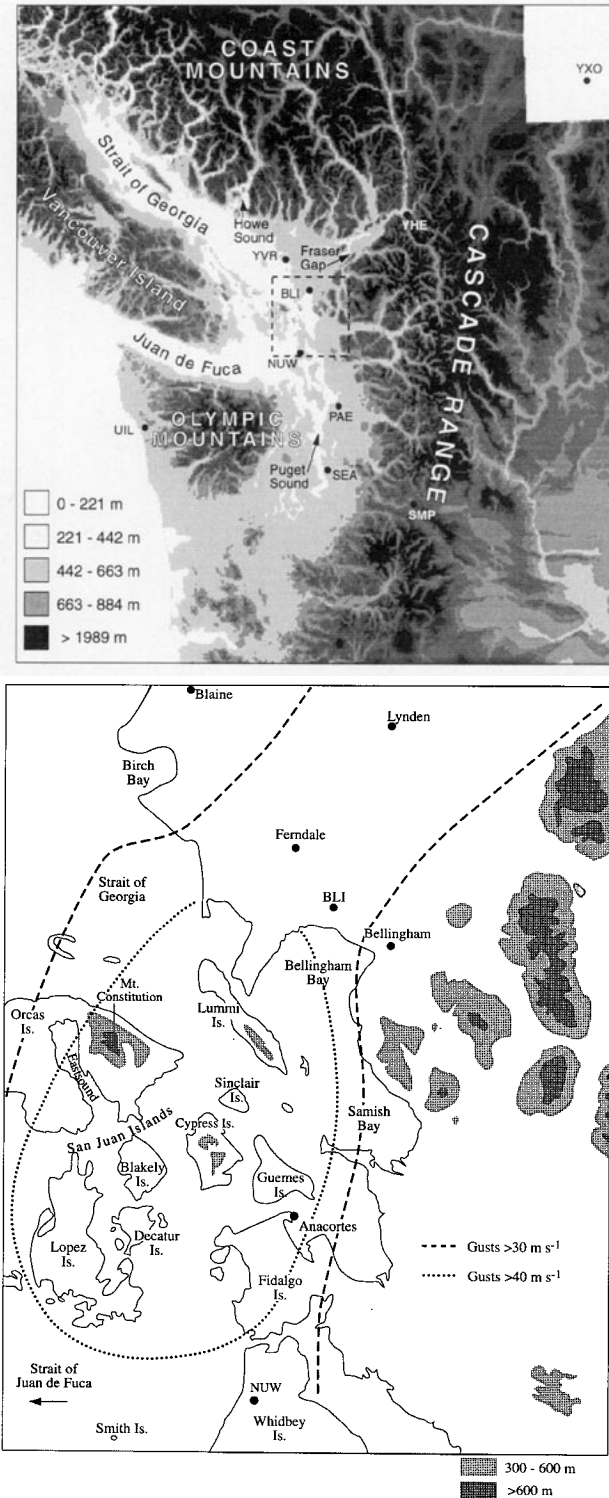 COAST
MOUNTAINS
YXO
Strait of Georgia
Vancouver Island
Howe
Sound
YHE
Fraser
Gap
YVR
BLI
CASCADE RANGE
Juan de Fuca
NUW
OLYMPIC
MOUNTAINS
UIL
PAE
Puget
Sound
SEA
SMP
0 - 221 m
221 - 442 m
442 - 663 m
663 - 884 m
> 1989 m
Blaine
Lynden
Birch
Bay
Ferndale
Strait of
Georgia
BLI
Bellingham
Bellingham
Bay
Mt.
Constitution
Orcas
Is.
Lummi
Is.
Eastsound
Sinclair
Is.
San Juan Islands
Cypress Is.
Samish
Bay
Blakely
Is.
Guemes
Is.
Anacortes
Decatur
Is.
Lopez
Is.
Gusts >30 m s-1
Gusts >40 m s-1
Fidalgo
Is.
Strait of
Juan de Fuca
NUW
Whidbey
Is.
Smith Is.
300 - 600 m
>600 m